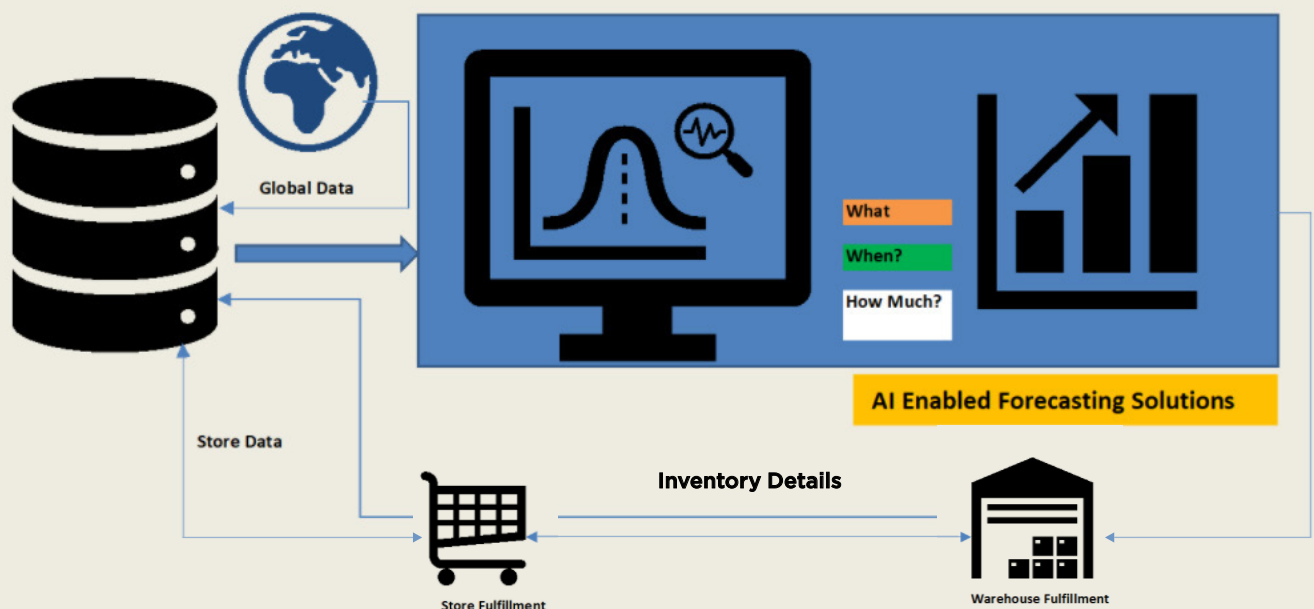 Global Data
What
When?
How Much?
AI Enabled Forecasting Solutions
Store Data
Inventory Details
Store Fulfillment
Warehouse Fulfillment